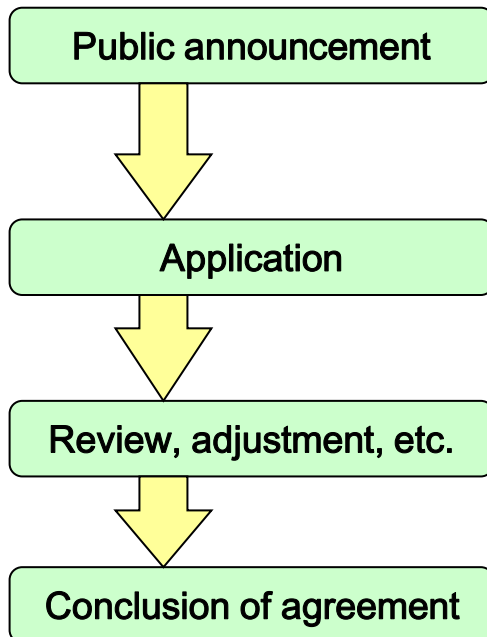 Public announcement
Application
Review, adjustment, etc.
Conclusion of agreement